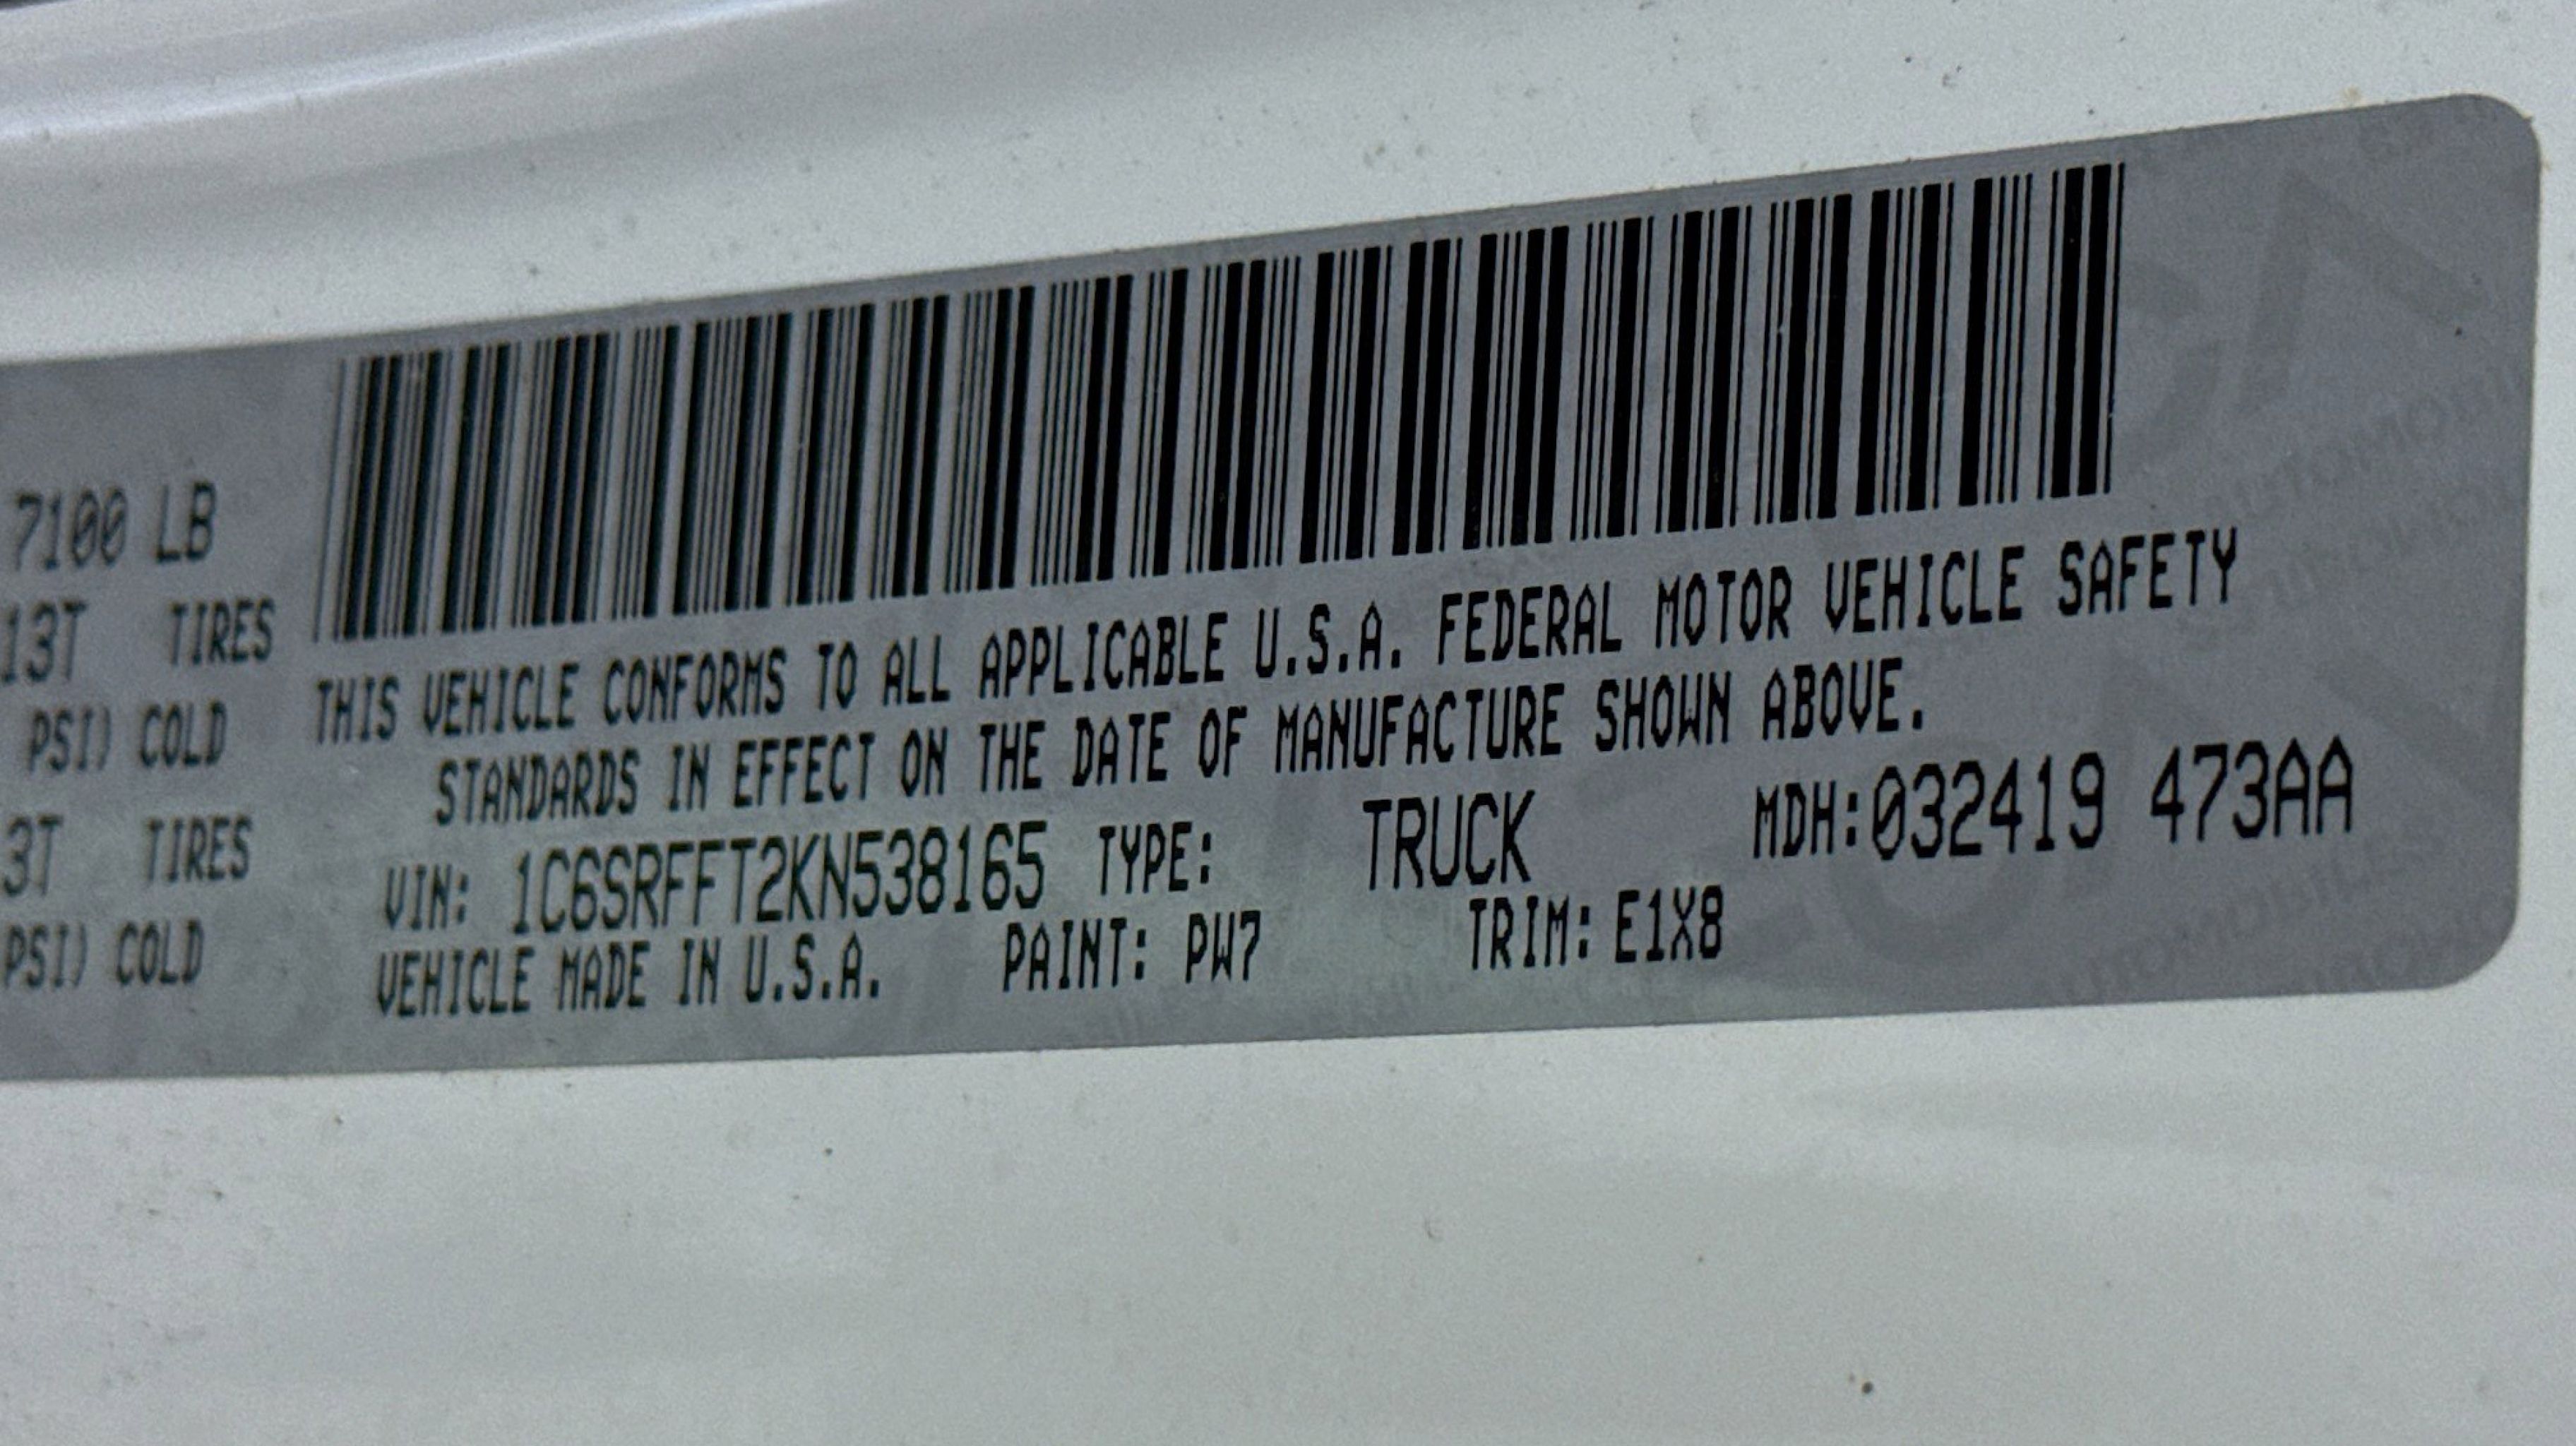 7100 LB
13T TIRES
PSI) COLD
3T TIRES
PSI) COLD
THIS VEHICLE CONFORMS TO ALL APPLICABLE U.S.A. FEDERAL MOTOR VEHICLE SAFETY
STANDARDS IN EFFECT ON THE DATE OF MANUFACTURE SHOWN ABOVE.
VIN: 1C6SRFFT2KN538165 TYPE: TRUCK MDH:032419 473AA
VEHICLE MADE IN U.S.A. PAINT: PW7 TRIM: E1X8